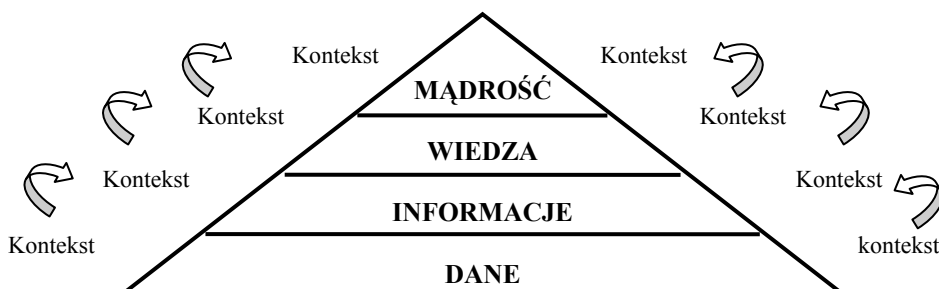 Kontekst Kontekst
MĄDROŚĆ
Kontekst Kontekst
WIEDZA
Kontekst Kontekst
INFORMACJE
Kontekst kontekst
DANE